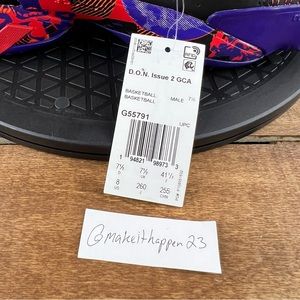 D.O.N. Issue 2 GCA
BASKETBALL
BASKETBALL
MALE
G55791
UPC
1 94821 98973 3
7½ 7½ 41⅓
8 260 255
US
@makeithappen23